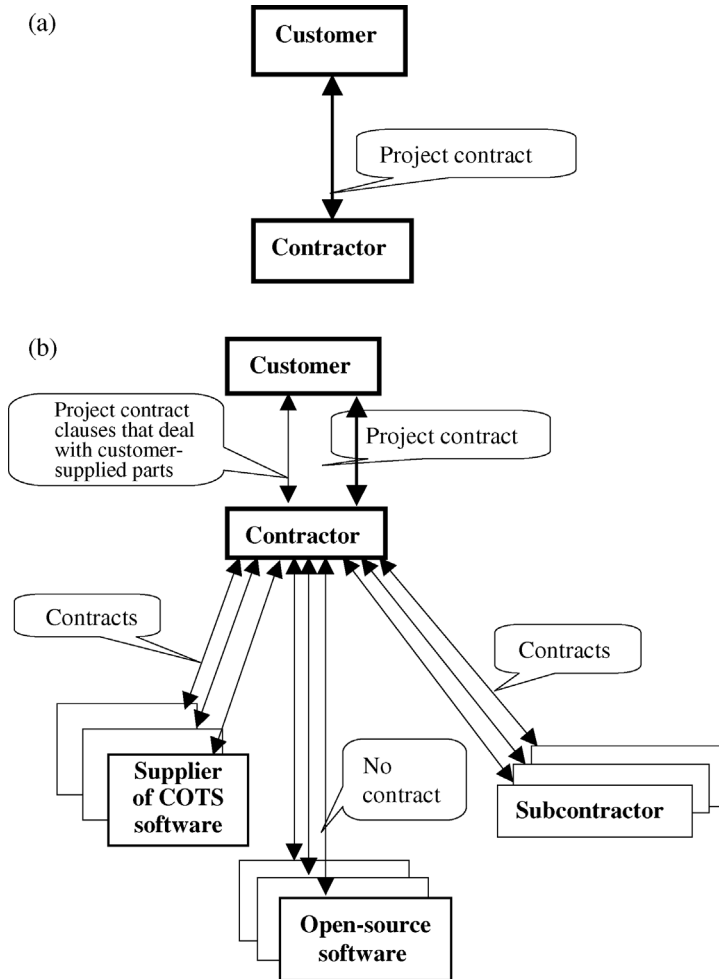 (a)
Customer
Project contract
Contractor
(b)
Customer
Project contract
clauses that deal
with customer-
supplied parts
Project contract
Contractor
Contracts
Contracts
Supplier
of COTS
software
No
contract
Subcontractor
Open-source
software